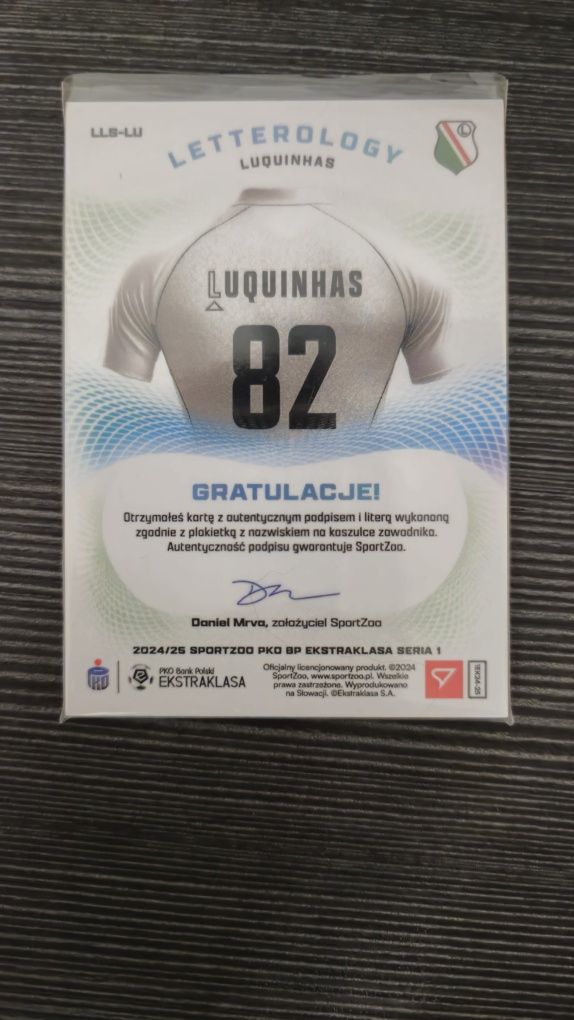 LLS-LU
LETTEROLOGY
LUQUINHAS
L
LUQUINHAS
82
GRATULACJE!
Otrzymałeś kartę z autentycznym podpisem i literą wykonaną
zgodnie z plakietką z nazwiskiem na koszulce zawodnika.
Autentyczność podpisu gwarantuje SportZoo.
Daniel Mrva, założyciel SportZoo
2024/25 SPORTZOO PKO BP EKSTRAKLASA SERIA 1
PKO
PKO Bank Polski
EKSTRAKLASA
Oficjalny licencjonowany produkt. ©2024
SportZoo, www.sportzoo.pl. Wszelkie
prawa zastrzeżone. Wyprodukowano
na Słowacji. ©Ekstraklasa S.A.